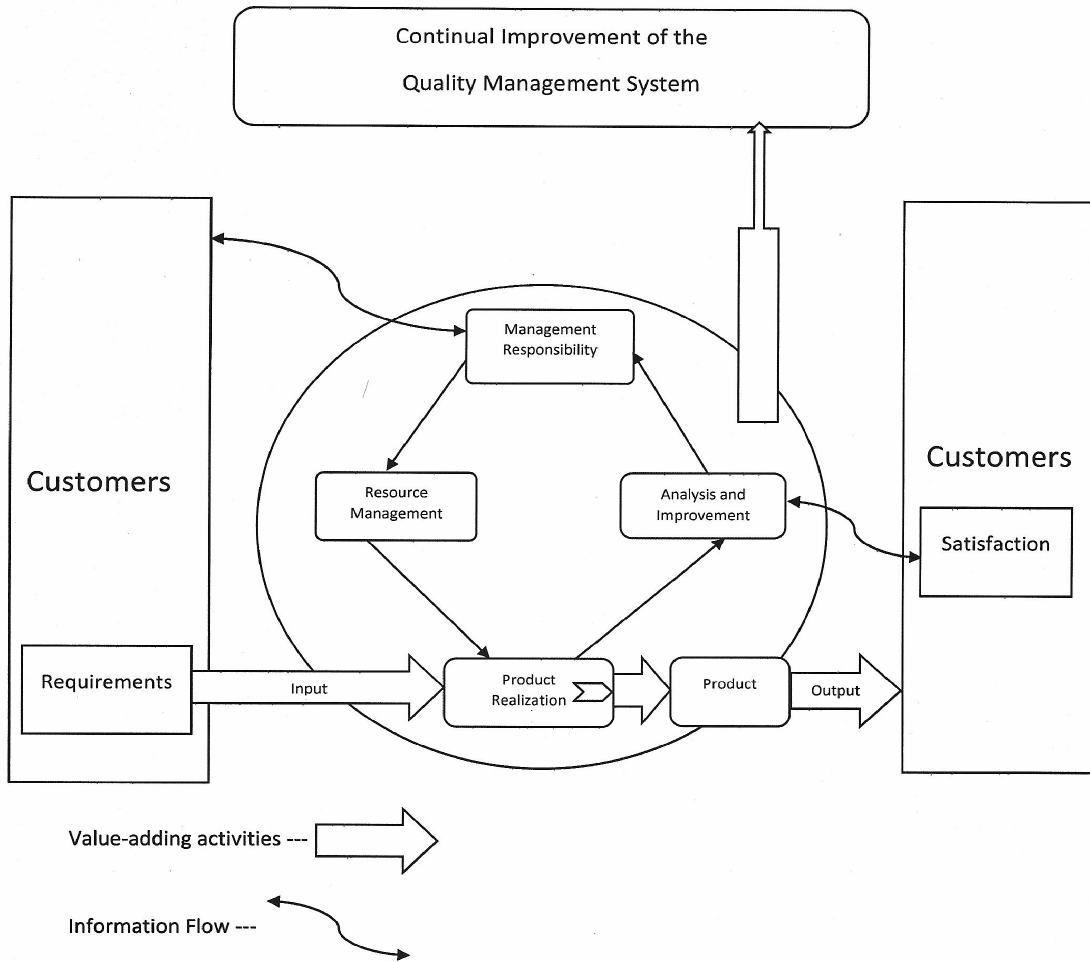 Continual Improvement of the
Quality Management System
Management
Responsibility
Customers
Customers
Resource
Management
Analysis and
Improvement
Satisfaction
Requirements
Input
Product
Realization
Product
Output
Value-adding activities ---
Information Flow ---